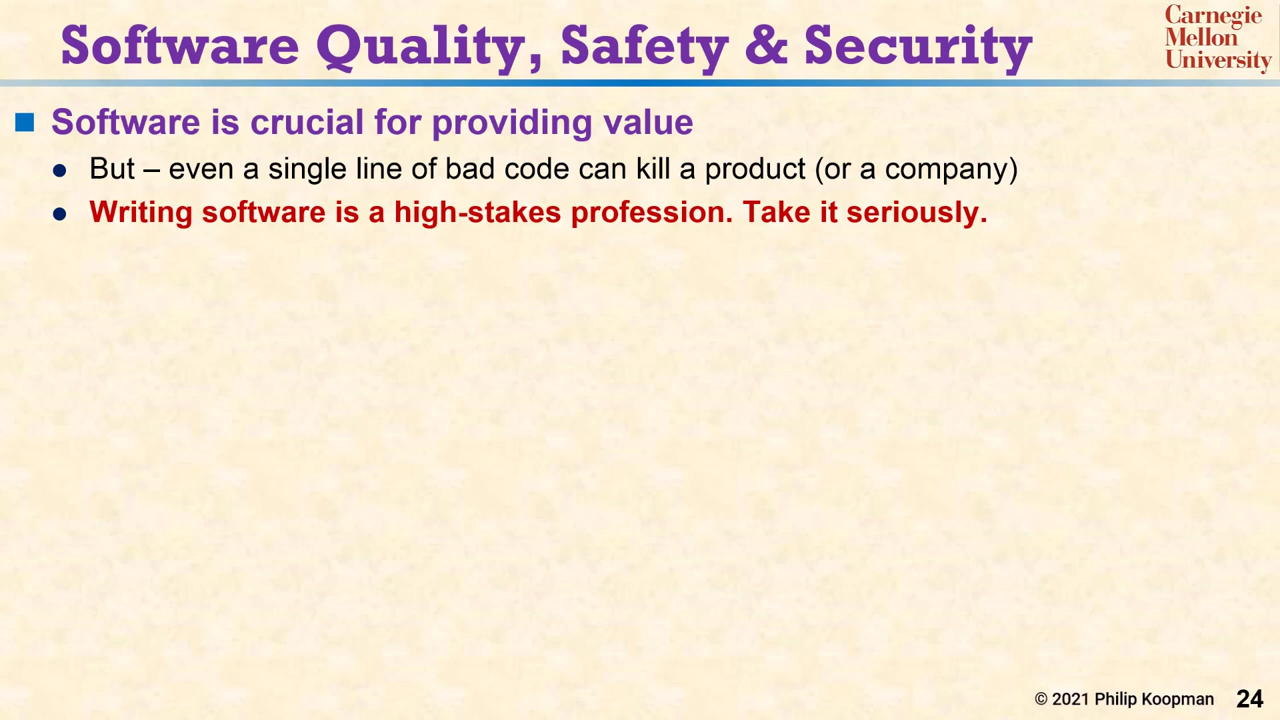 Software Quality, Safety & Security
Carnegie
Mellon
University
Software is crucial for providing value
But – even a single line of bad code can kill a product (or a company)
Writing software is a high-stakes profession. Take it seriously.
© 2021 Philip Koopman 24